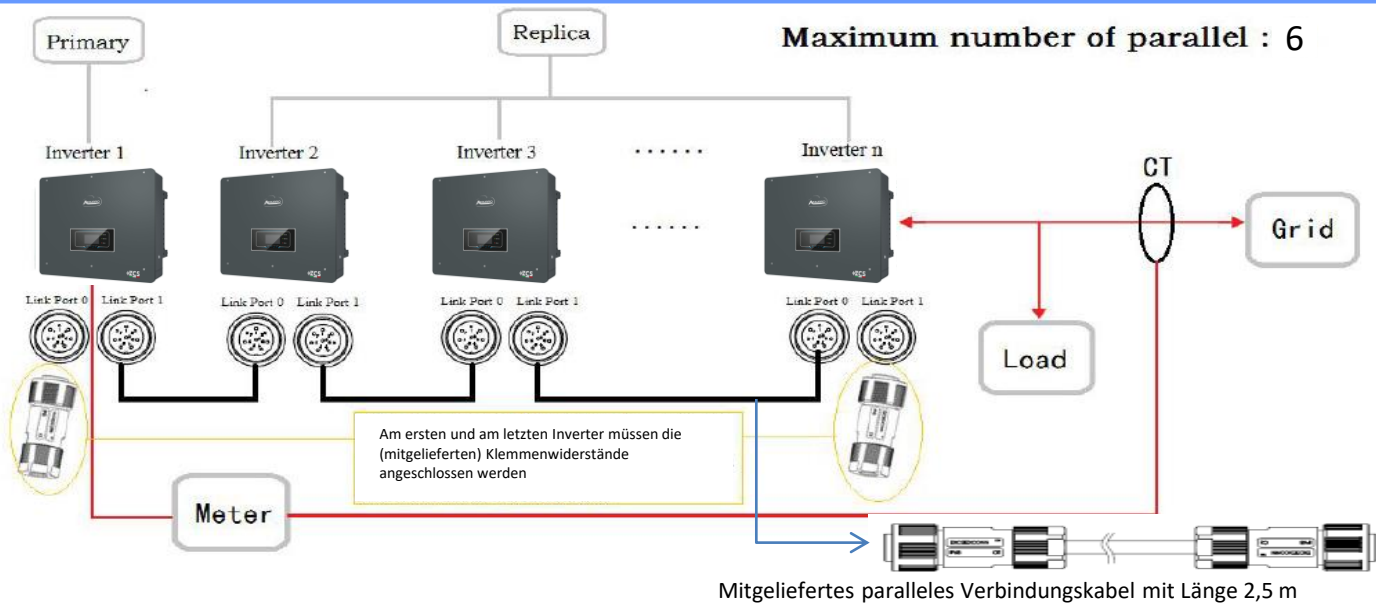 Primary
Replica
Maximum number of parallel : 6
Inverter 1
Inverter 2
Inverter 3
......
Inverter n
CT
Grid
......
Link Port 0
Link Port 1
Link Port 0
Link Port 1
Link Port 0
Link Port 1
Link Port 0
Link Port 1
Load
Am ersten und am letzten Inverter müssen die
(mitgelieferten) Klemmenwiderstände
angeschlossen werden
Meter
Mitgeliefertes paralleles Verbindungskabel mit Länge 2,5 m